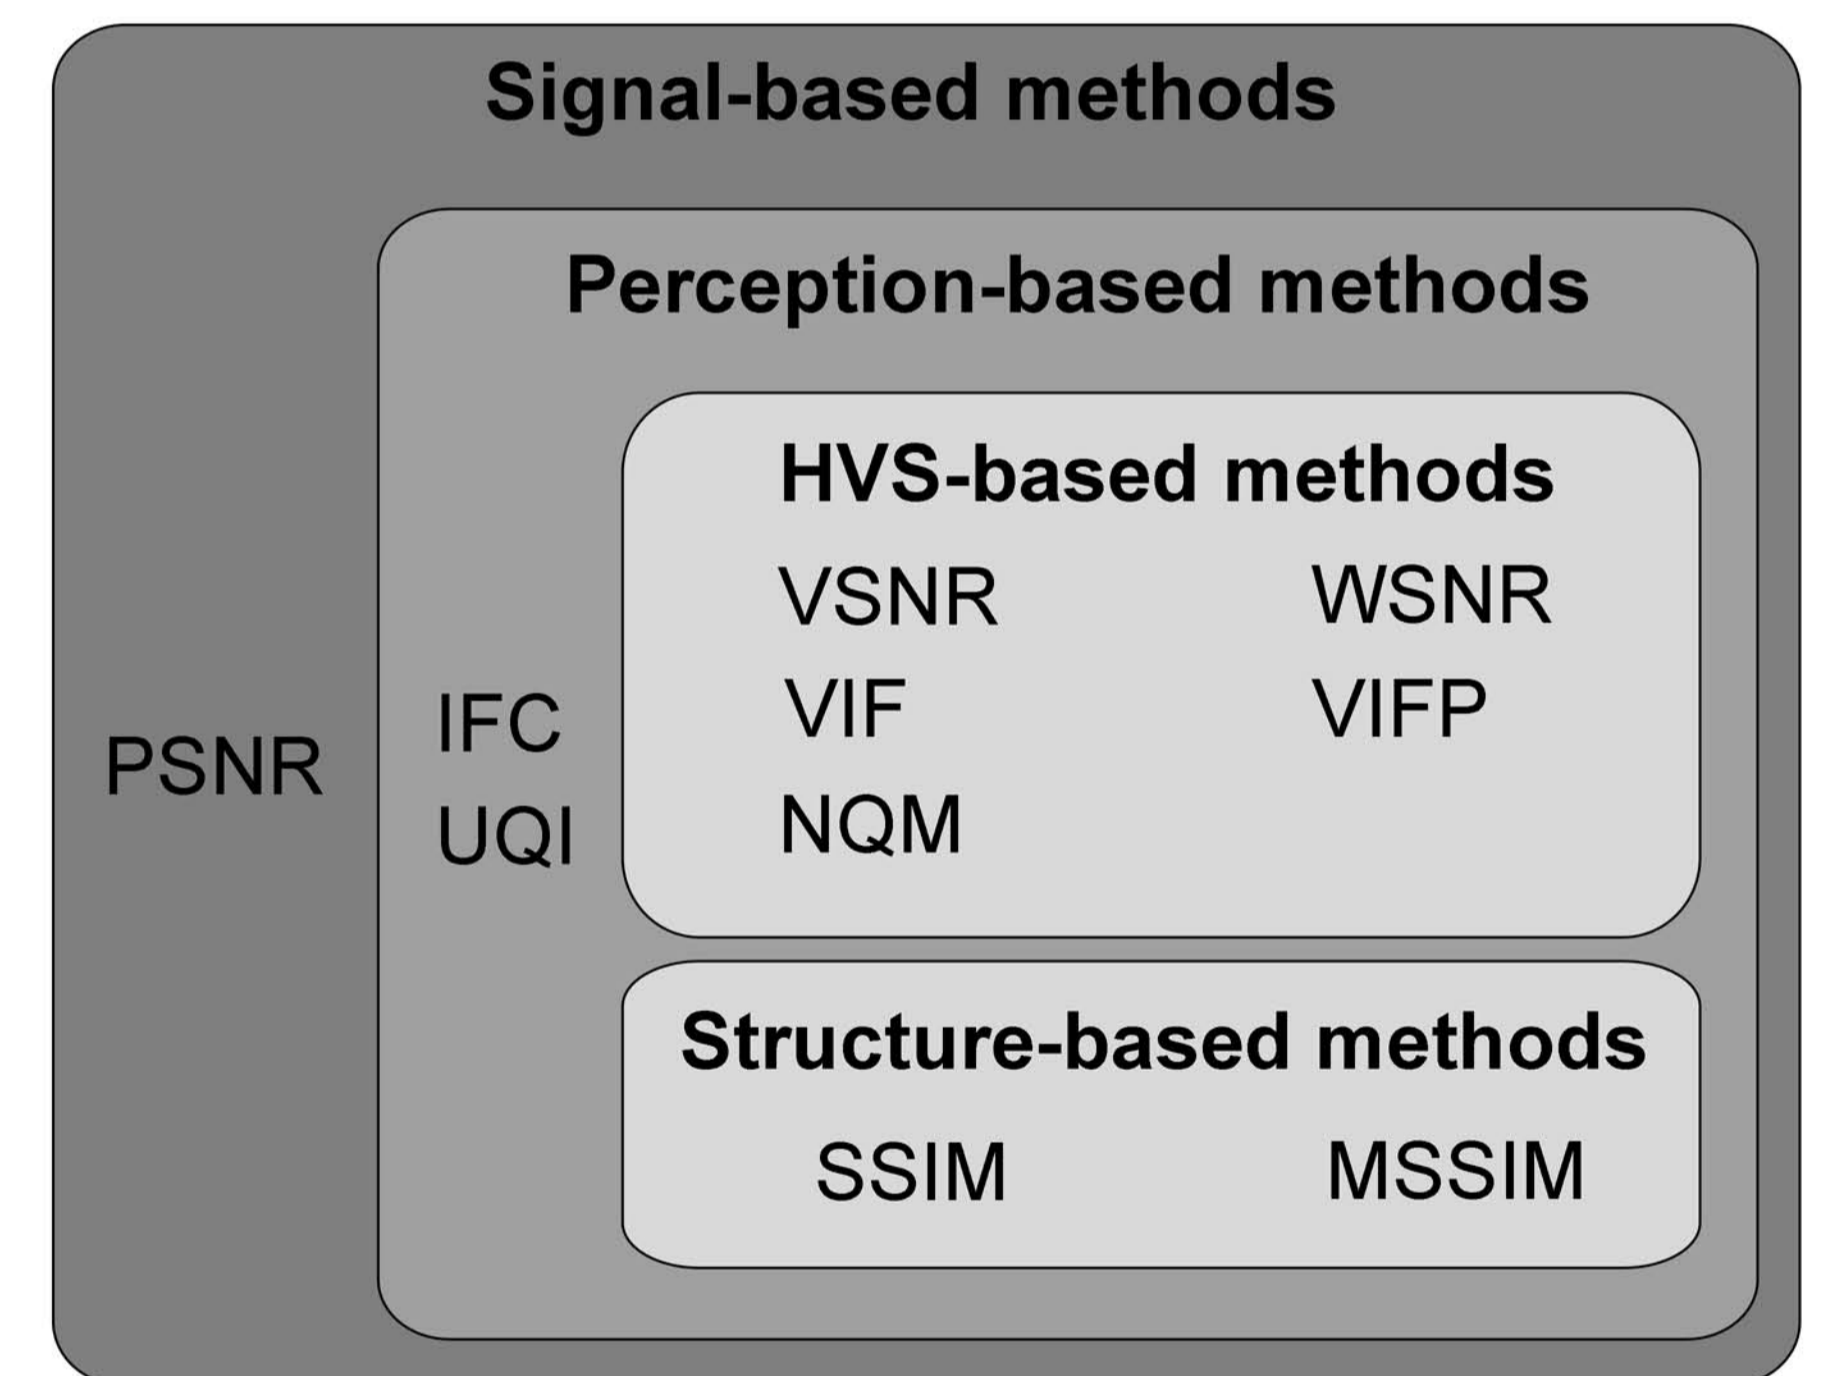 Signal-based methods
Perception-based methods
HVS-based methods
VSNR WSNR
VIF VIFP
NQM
IFC
UQI
PSNR
Structure-based methods
SSIM MSSIM